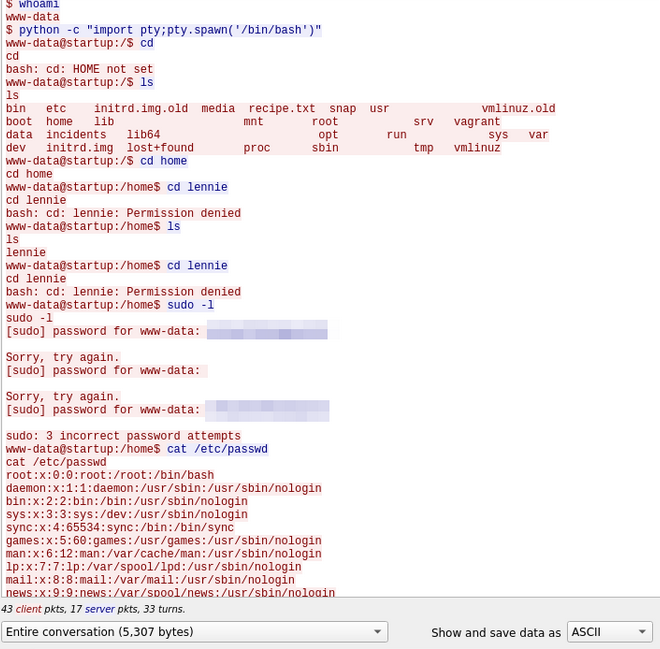 $ whoami
www-data
$ python -c "import pty;pty.spawn('/bin/bash')"
www-data@startup:/$ cd
cd
bash: cd: HOME not set
www-data@startup:/$ ls
ls
bin etc initrd.img.old media recipe.txt snap usr vmlinuz.old
boot home lib mnt root srv vagrant
data incidents lib64 opt run sys var
dev initrd.img lost+found proc sbin tmp vmlinuz
www-data@startup:/$ cd home
cd home
www-data@startup:/home$ cd lennie
cd lennie
bash: cd: lennie: Permission denied
www-data@startup:/home$ ls
ls
lennie
www-data@startup:/home$ cd lennie
cd lennie
bash: cd: lennie: Permission denied
www-data@startup:/home$ sudo -l
sudo -l
[sudo] password for www-data:
Sorry, try again.
[sudo] password for www-data:
Sorry, try again.
[sudo] password for www-data:
sudo: 3 incorrect password attempts
www-data@startup:/home$ cat /etc/passwd
cat /etc/passwd
root:x:0:0:root:/root:/bin/bash
daemon:x:1:1:daemon:/usr/sbin:/usr/sbin/nologin
bin:x:2:2:bin:/bin:/usr/sbin/nologin
sys:x:3:3:sys:/dev:/usr/sbin/nologin
sync:x:4:65534:sync:/bin:/bin/sync
games:x:5:60:games:/usr/games:/usr/sbin/nologin
man:x:6:12:man:/var/cache/man:/usr/sbin/nologin
lp:x:7:7:lp:/var/spool/lpd:/usr/sbin/nologin
mail:x:8:8:mail:/var/mail:/usr/sbin/nologin
news:x:9:9:news:/var/spool/news:/usr/sbin/nologin
43 client pkts, 17 server pkts, 33 turns.
Entire conversation (5,307 bytes) Show and save data as ASCII